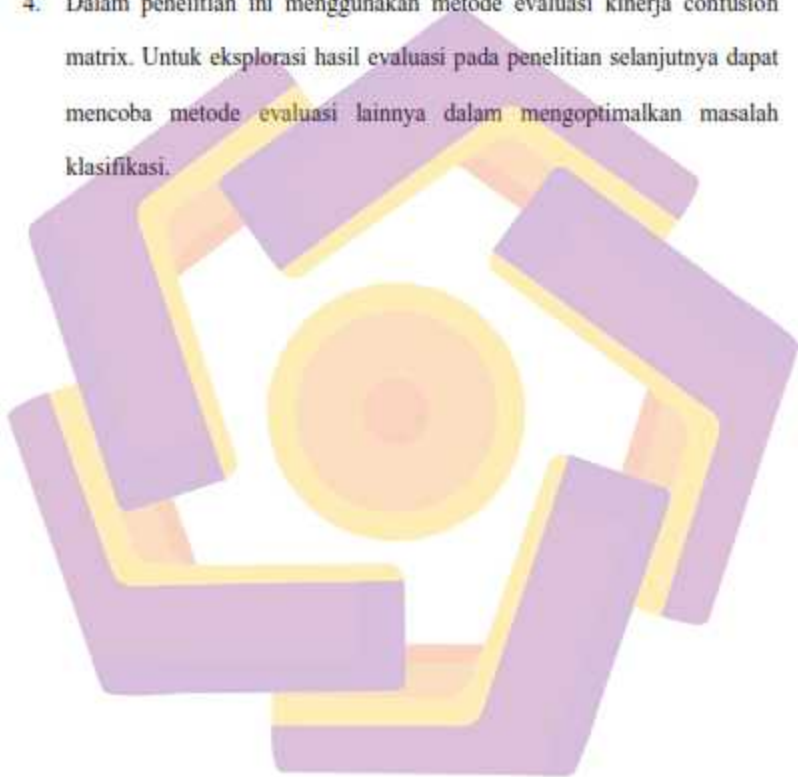 4. Dalam penelitian ini menggunakan metode evaluasi kinerja confusion
matrix. Untuk eksplorasi hasil evaluasi pada penelitian selanjutnya dapat
mencoba metode evaluasi lainnya dalam mengoptimalkan masalah
klasifikasi.